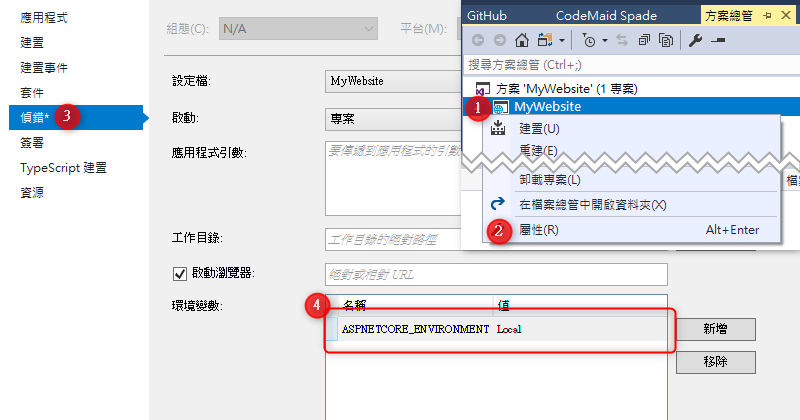 應用程式
建置
建置事件
套件
偵錯* 3
簽署
TypeScript 建置
資源
組態(C): N/A
平台(M):
設定檔: MyWebsite
啟動: 專案
應用程式引數: 要傳遞到應用程式的引數
工作目錄: 工作目錄的絕對路徑
啟動瀏覽器: 絕對或相對 URL
環境變數:
4 名稱 值
ASPNETCORE_ENVIRONMENT Local
新增
移除
GitHub CodeMaid Spade 方案總管
搜尋方案總管 (Ctrl+;)
方案 'MyWebsite' (1 專案)
1 MyWebsite
建置(U)
重建(E)
卸載專案(L)
在檔案總管中開啟資料夾(X)
2 屬性(R) Alt+Enter